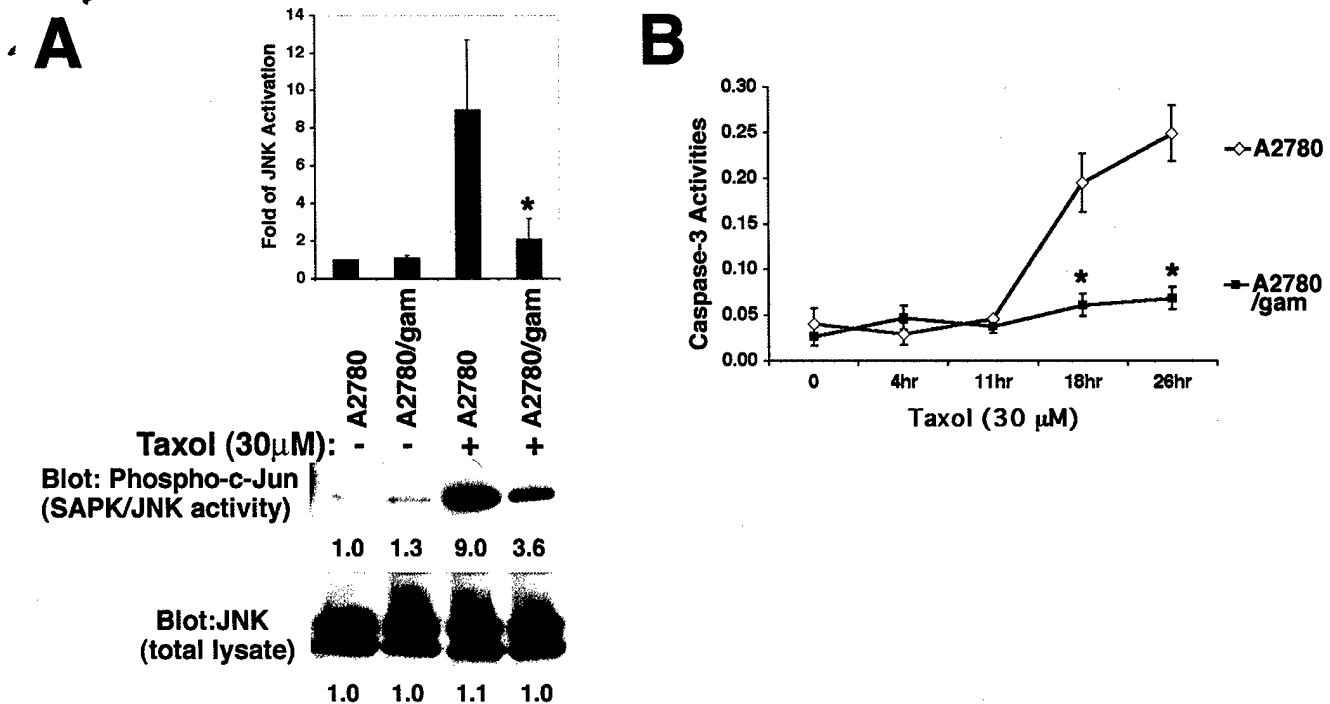 A
14
12
10
8
6
4
2
0
Fold of JNK Activation
*
A2780
A2780/gam
A2780
A2780/gam
Taxol (30μM): - - + +
Blot: Phospho-c-Jun
(SAPK/JNK activity)
1.0 1.3 9.0 3.6
Blot:JNK
(total lysate)
1.0 1.0 1.1 1.0
B
0.30
0.25
0.20
0.15
0.10
0.05
0.00
Caspase-3 Activities
* *
0 4hr 11hr 18hr 26hr
Taxol (30 μM)
A2780
A2780
/gam